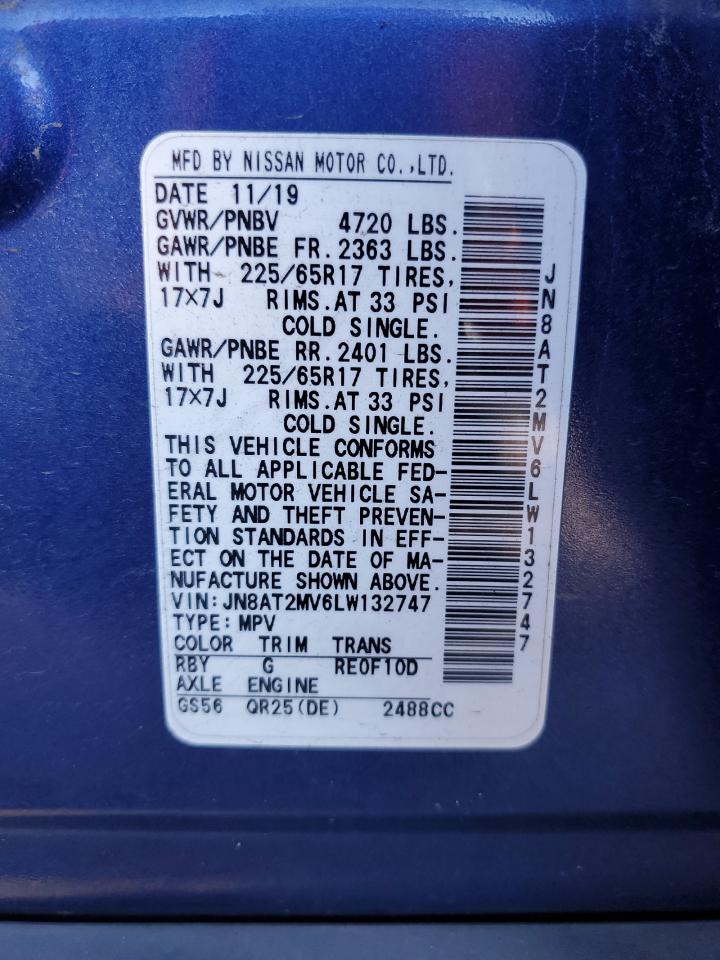 MFD BY NISSAN MOTOR CO.,LTD.
DATE 11/19
GVWR/PNBV 4720 LBS.
GAWR/PNBE FR. 2363 LBS.
WITH 225/65R17 TIRES,
17×7J RIMS.AT 33 PSI
COLD SINGLE.
GAWR/PNBE RR. 2401 LBS.
WITH 225/65R17 TIRES,
17×7J RIMS.AT 33 PSI
COLD SINGLE.
THIS VEHICLE CONFORMS
TO ALL APPLICABLE FED-
ERAL MOTOR VEHICLE SA-
FETY AND THEFT PREVEN-
TION STANDARDS IN EFF-
ECT ON THE DATE OF MA-
NUFACTURE SHOWN ABOVE.
VIN: JN8AT2MV6LW132747
TYPE: MPV
COLOR TRIM TRANS
RBY G RE0F10D
AXLE ENGINE
GS56 QR25(DE) 2488CC
JN8AT2MV6LW132747